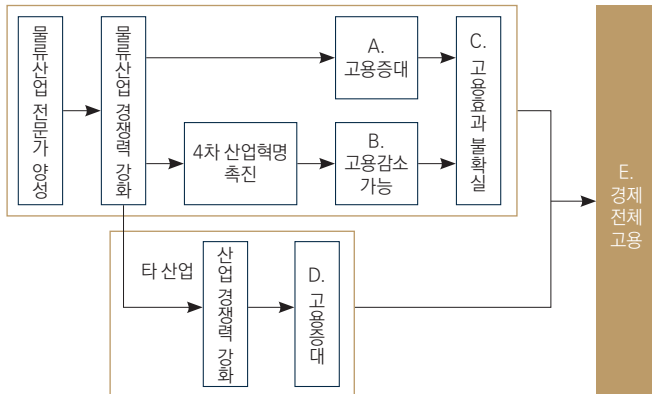 물류산업 전문가 양성
물류산업 경쟁력 강화
A.
고용증대
C. 고용효과 불확실
4차 산업혁명
촉진
B.
고용감소
가능
E.
경제
전체
고용
타 산업
산업 경쟁력 강화
D. 고용증대